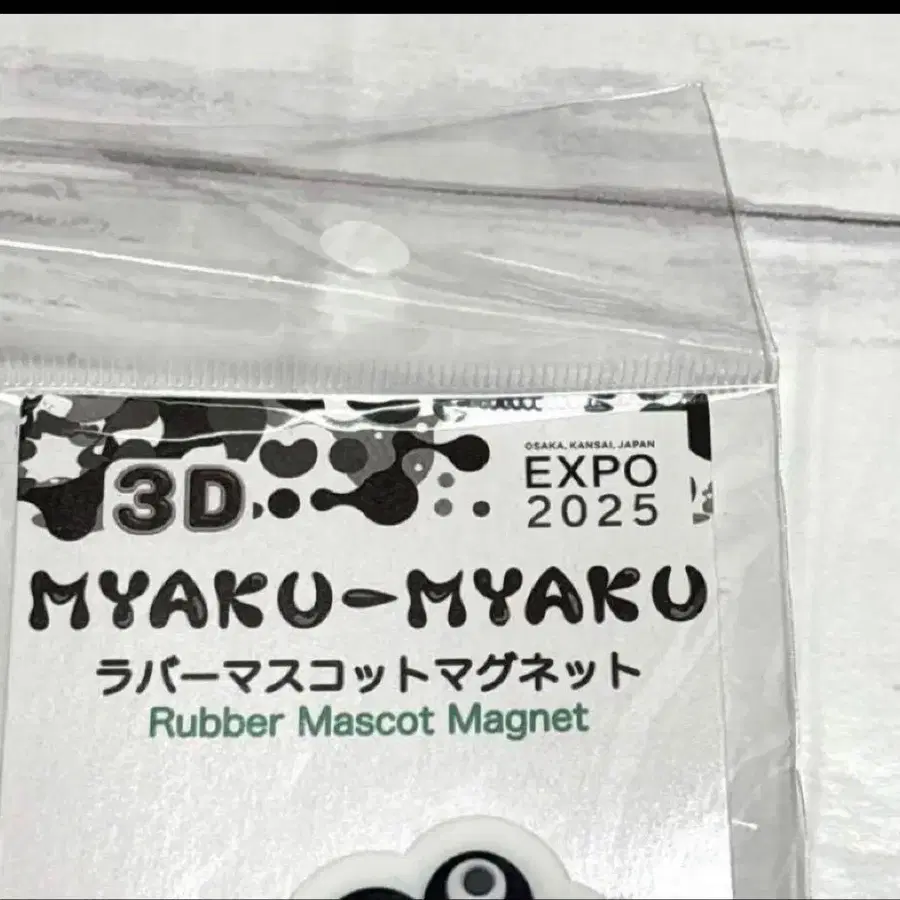 3D
OSAKA, KANSAI, JAPAN
EXPO
2025
MYAKU-MYAKU
ラバーマスコットマグネット
Rubber Mascot Magnet